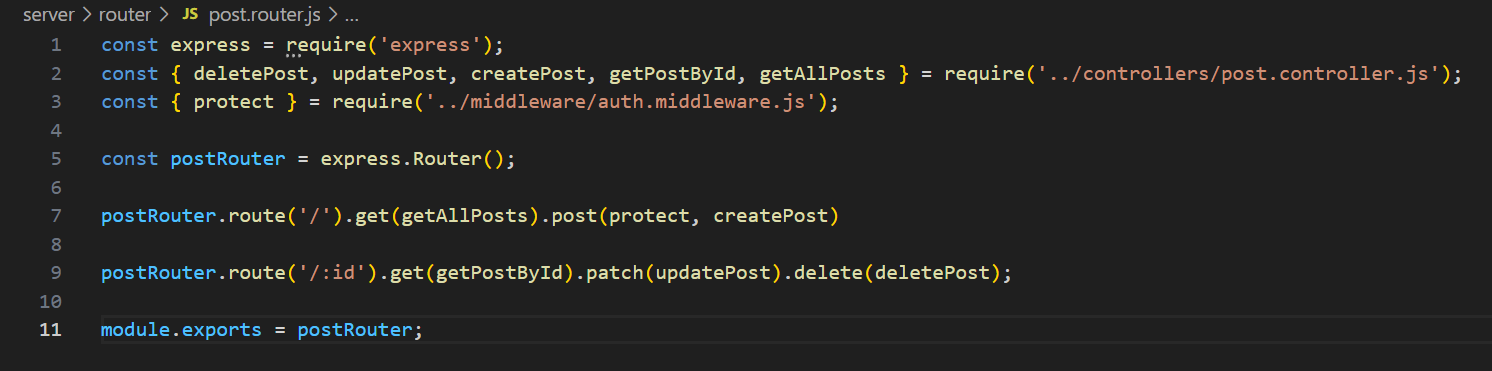 server > router > JS post.router.js > ...
1 const express = require('express');
2 const { deletePost, updatePost, createPost, getPostById, getAllPosts } = require('../controllers/post.controller.js');
3 const { protect } = require('../middleware/auth.middleware.js');
4
5 const postRouter = express.Router();
6
7 postRouter.route('/').get(getAllPosts).post(protect, createPost)
8
9 postRouter.route('/:id').get(getPostById).patch(updatePost).delete(deletePost);
10
11 module.exports = postRouter;